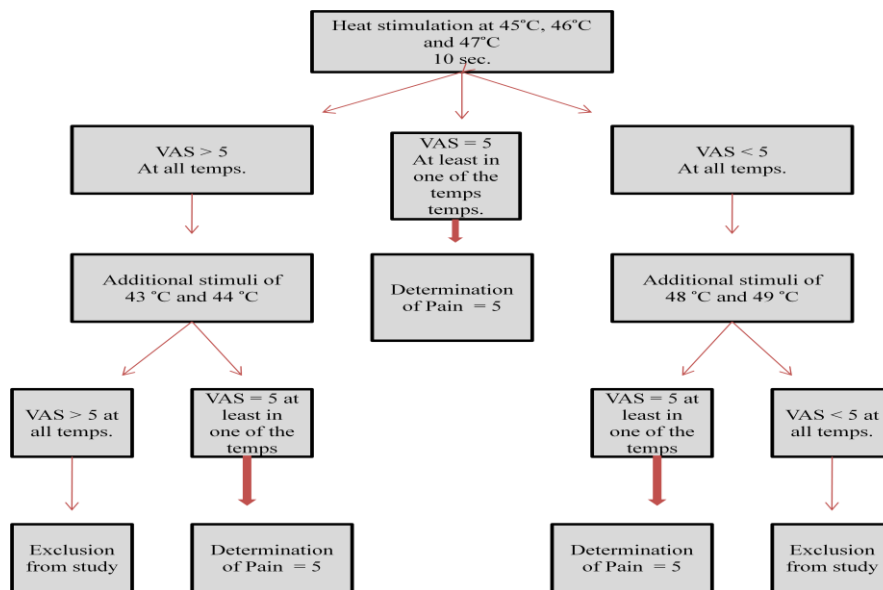 Heat stimulation at 45°C, 46°C
and 47°C
10 sec.
VAS > 5
At all temps.
VAS = 5
At least in
one of the
temps
temps.
VAS < 5
At all temps.
Additional stimuli of
43 °C and 44 °C
Determination
of Pain = 5
Additional stimuli of
48 °C and 49 °C
VAS > 5 at
all temps.
VAS = 5 at
least in
one of the
temps
VAS = 5 at
least in
one of the
temps
VAS < 5 at
all temps.
Exclusion
from study
Determination
of Pain = 5
Determination
of Pain = 5
Exclusion
from study